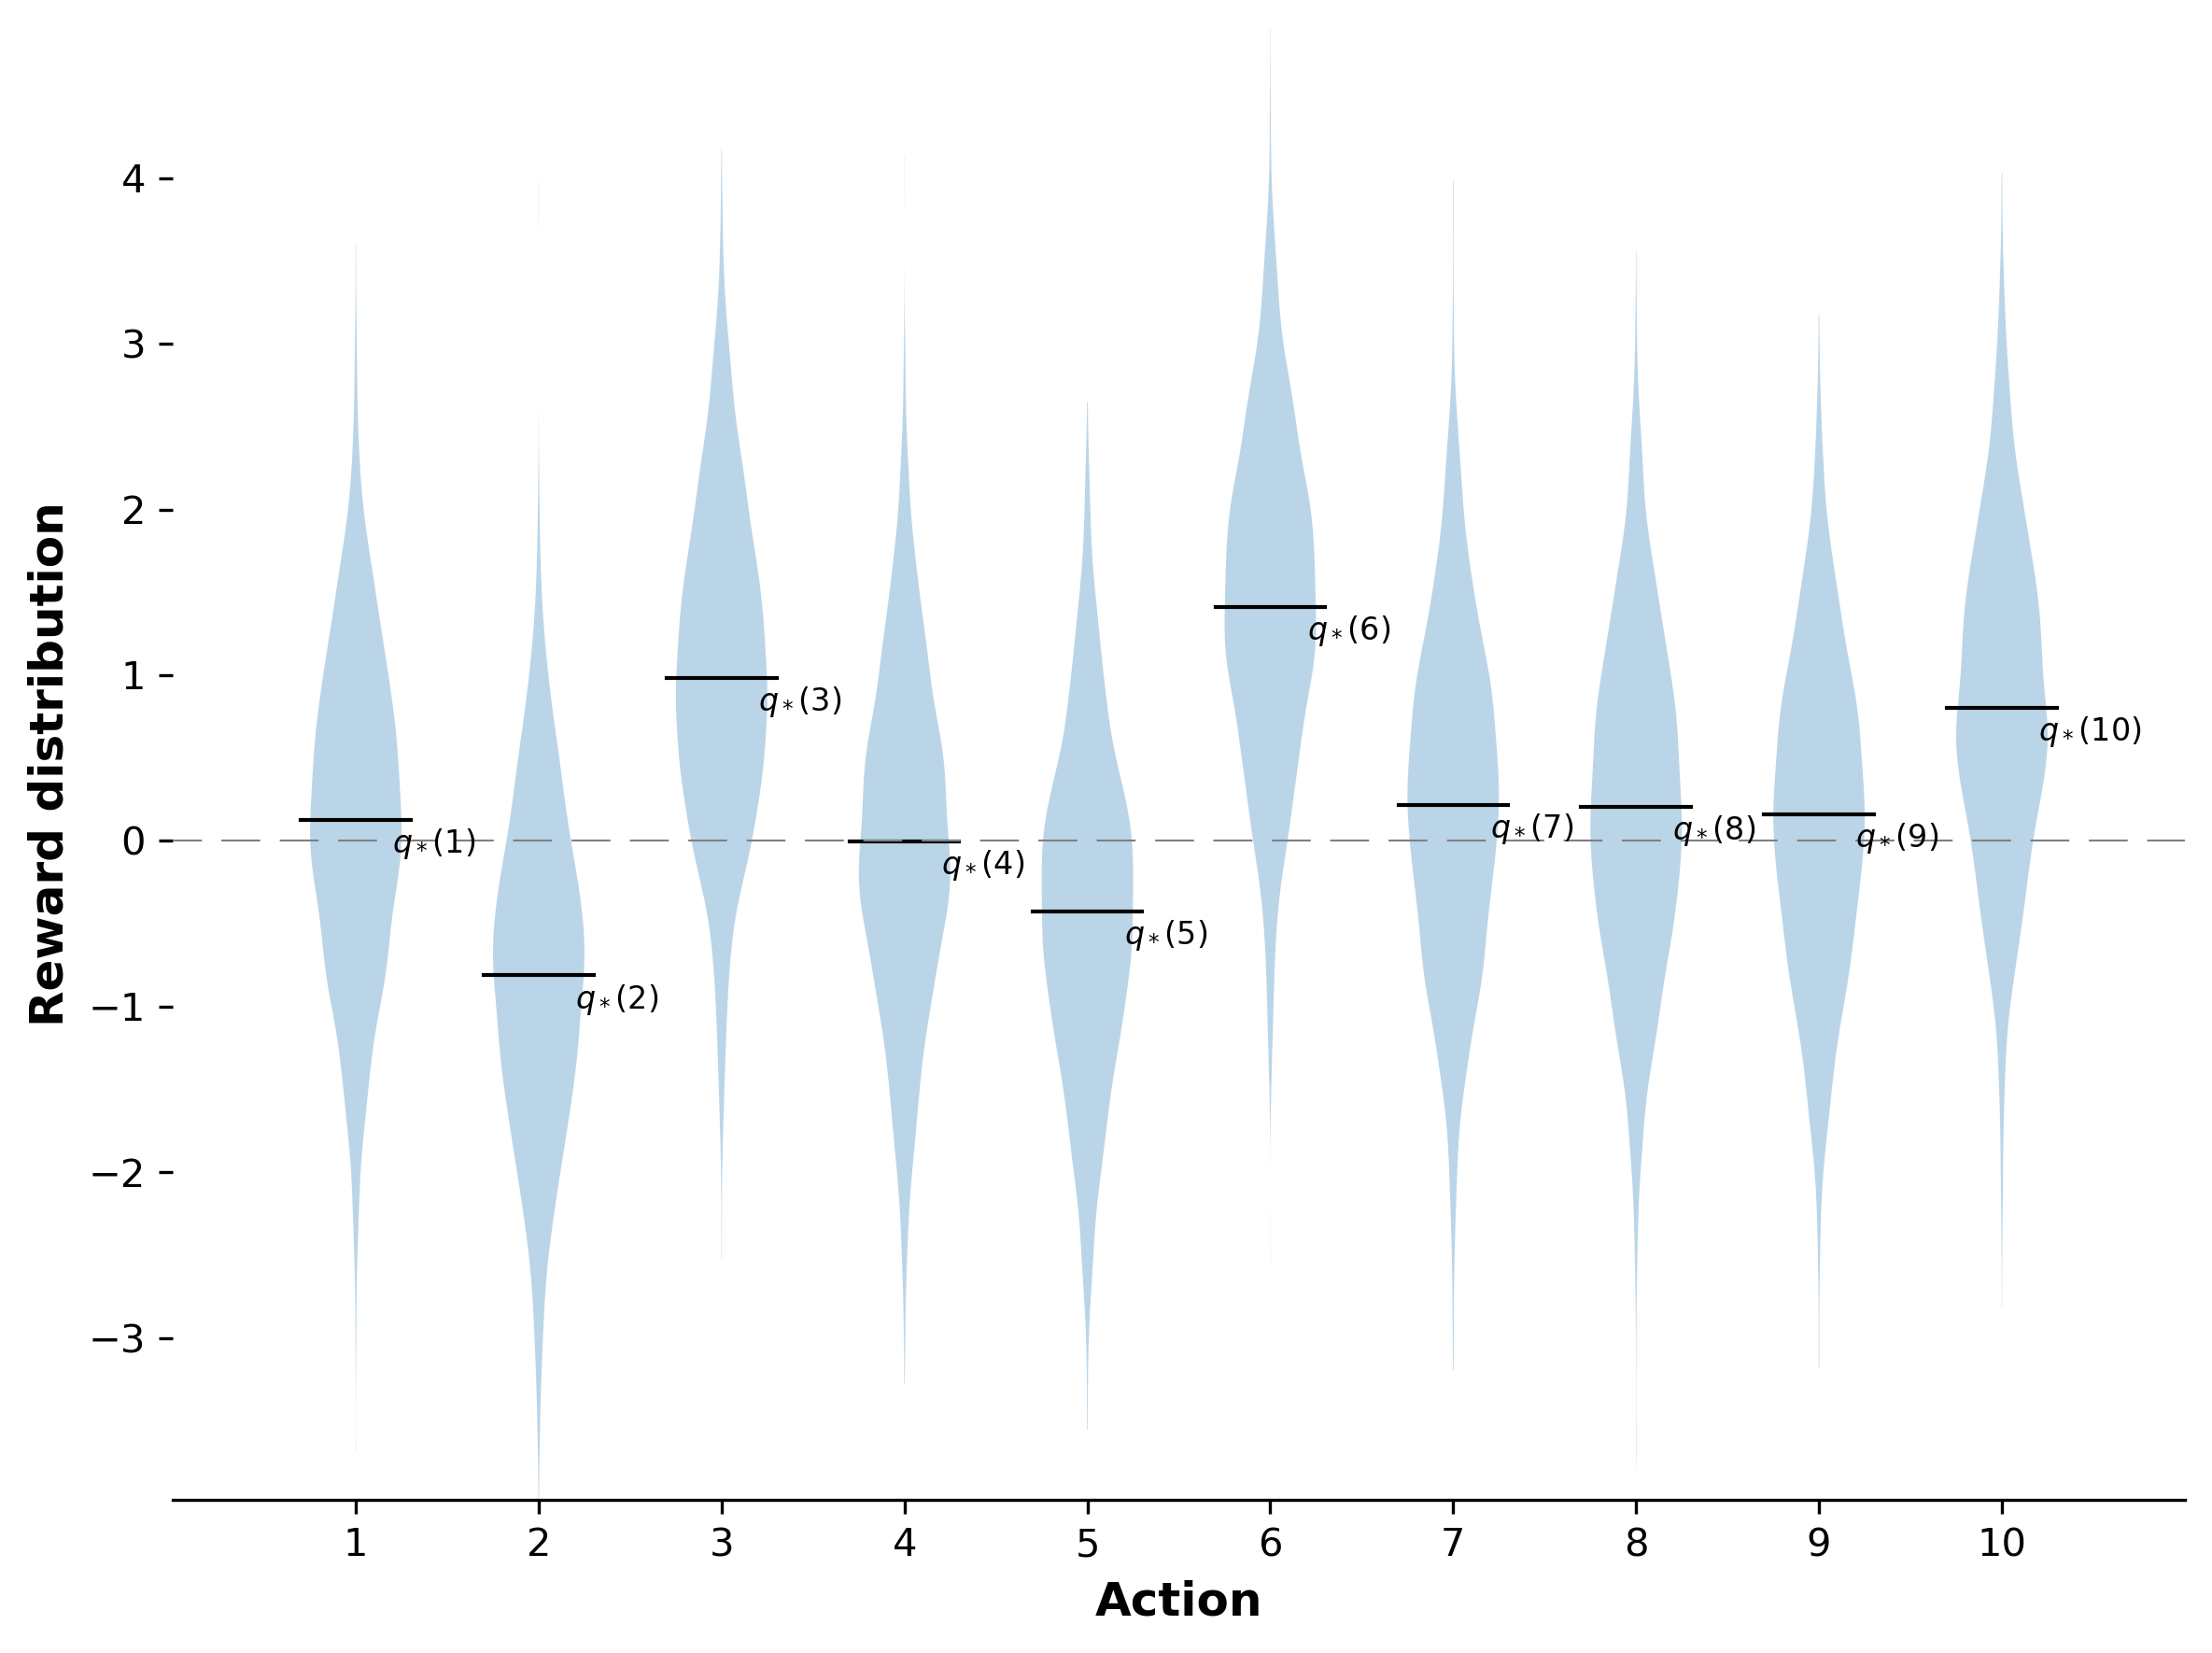 Reward distribution
4
3
2
1
0
−1
−2
−3
q∗(1)
q∗(2)
q∗(3)
q∗(4)
q∗(5)
q∗(6)
q∗(7)
q∗(8)
q∗(9)
q∗(10)
1 2 3 4 5 6 7 8 9 10
Action